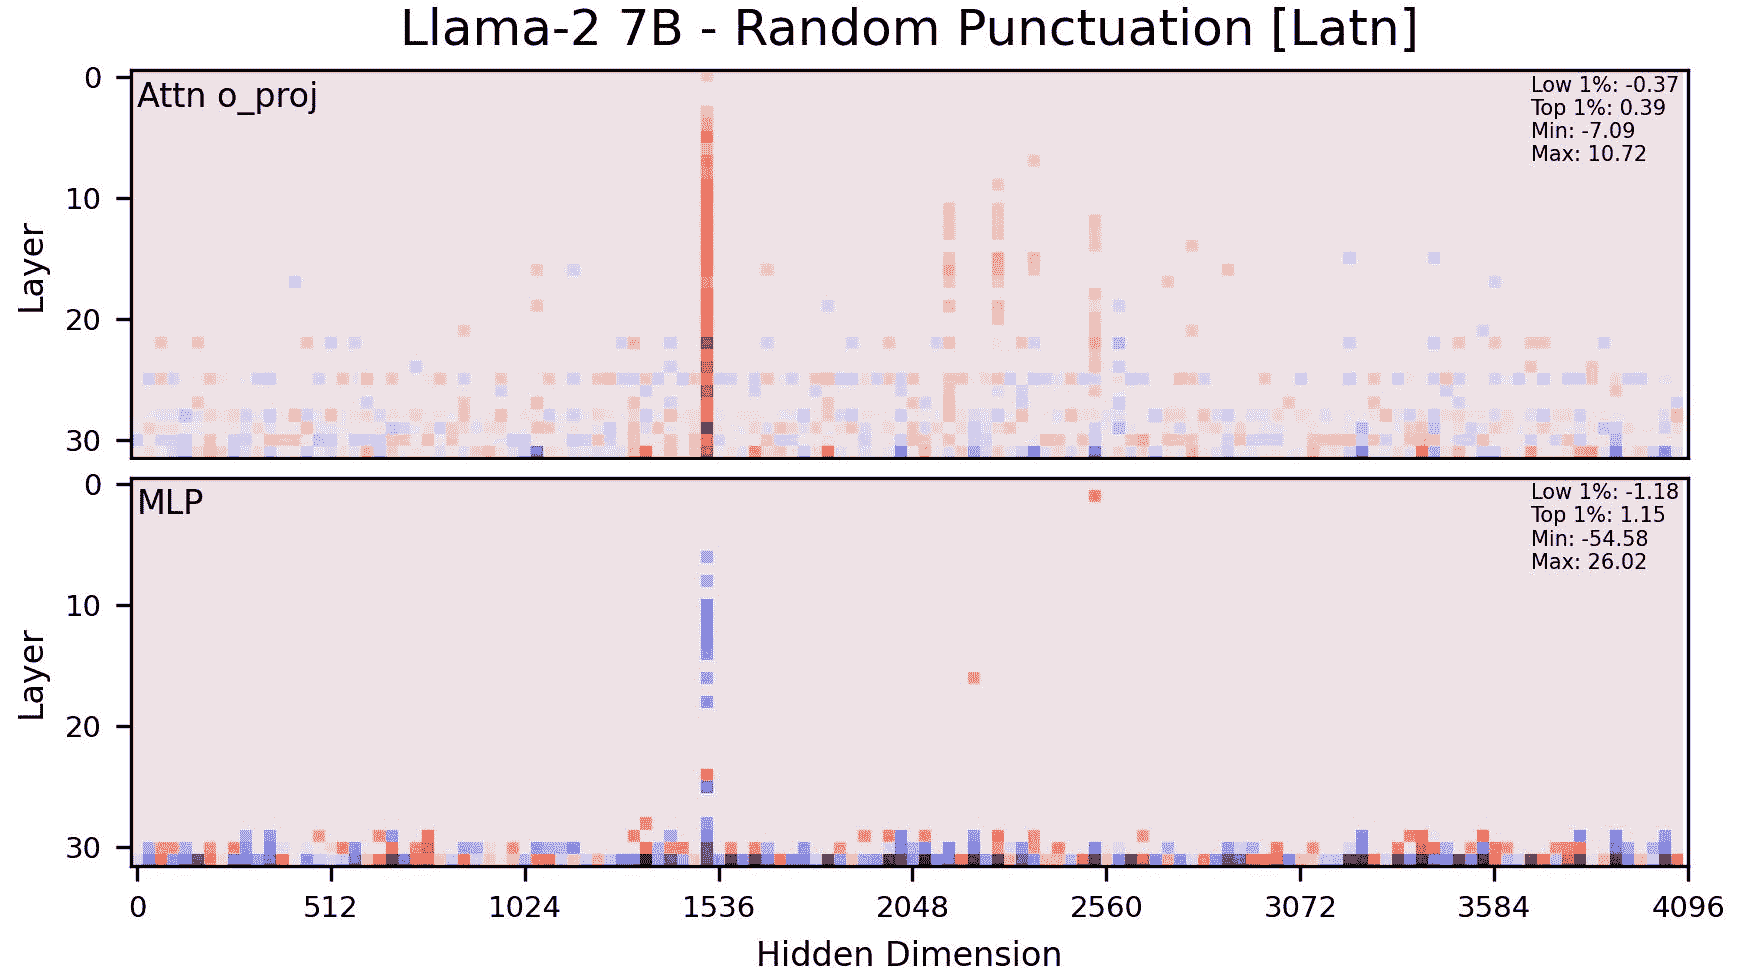 Llama-2 7B - Random Punctuation [Latn]
Attn o_proj
Low 1%: -0.37
Top 1%: 0.39
Min: -7.09
Max: 10.72
0
10
20
30
Layer
MLP
Low 1%: -1.18
Top 1%: 1.15
Min: -54.58
Max: 26.02
0
10
20
30
Layer
0 512 1024 1536 2048 2560 3072 3584 4096
Hidden Dimension